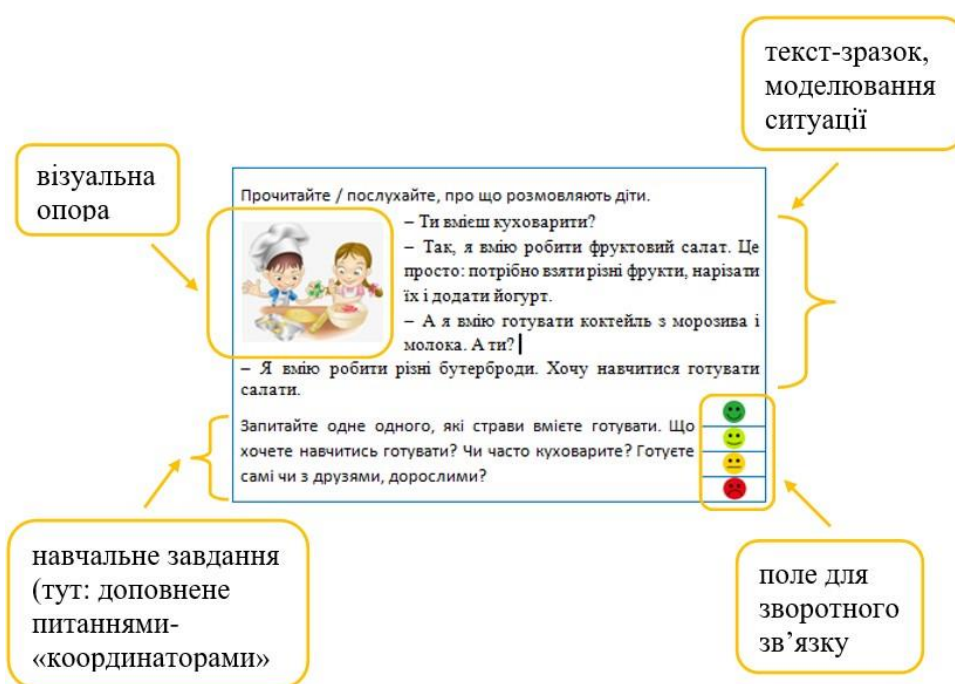 текст-зразок,
моделювання
ситуації
візуальна
опора
Прочитайте / послухайте, про що розмовляють діти.
– Ти вмієш куховарити?
– Так, я вмію робити фруктовий салат. Це
просто: потрібно взяти різні фрукти, нарізати
їх і додати йогурт.
– А я вмію готувати коктейль з морозива і
молока. А ти?
– Я вмію робити різні бутерброди. Хочу навчитися готувати
салати.
Запитайте одне одного, які страви вмієте готувати. Що
хочете навчитись готувати? Чи часто куховарите? Готуєте
самі чи з друзями, дорослими?
навчальне завдання
(тут: доповнене
питаннями-
«координаторами»
поле для
зворотного
зв’язку